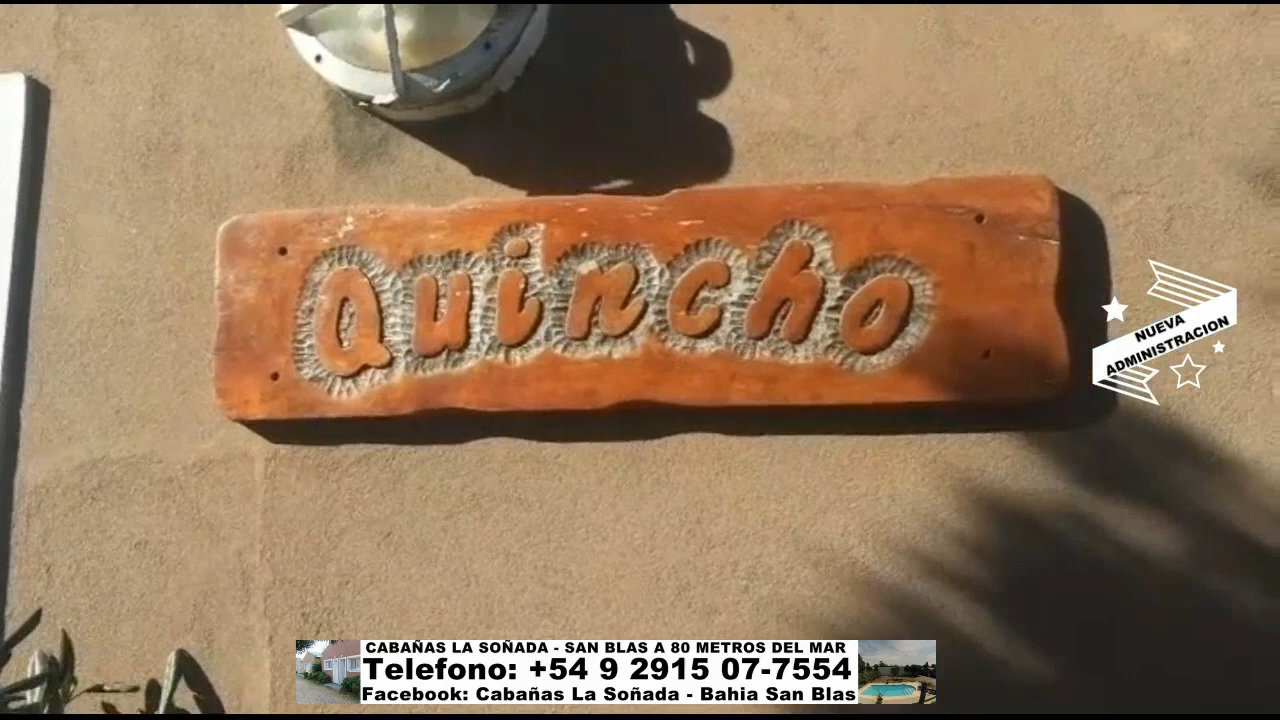 Quincho
NUEVA
ADMINISTRACION
CABAÑAS LA SOÑADA - SAN BLAS A 80 METROS DEL MAR
Telefono: +54 9 2915 07-7554
Facebook: Cabañas La Soñada - Bahia San Blas